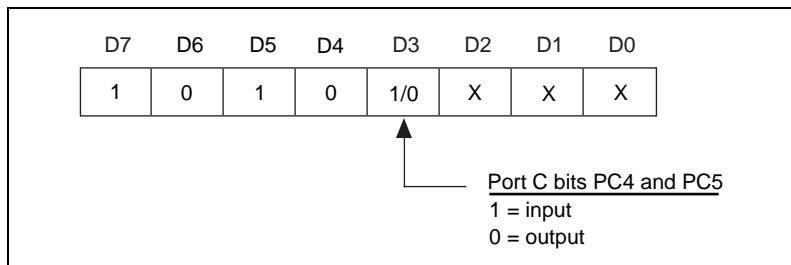 D7 D6 D5 D4 D3 D2 D1 D0
1 0 1 0 1/0 X X X
Port C bits PC4 and PC5
1 = input
0 = output